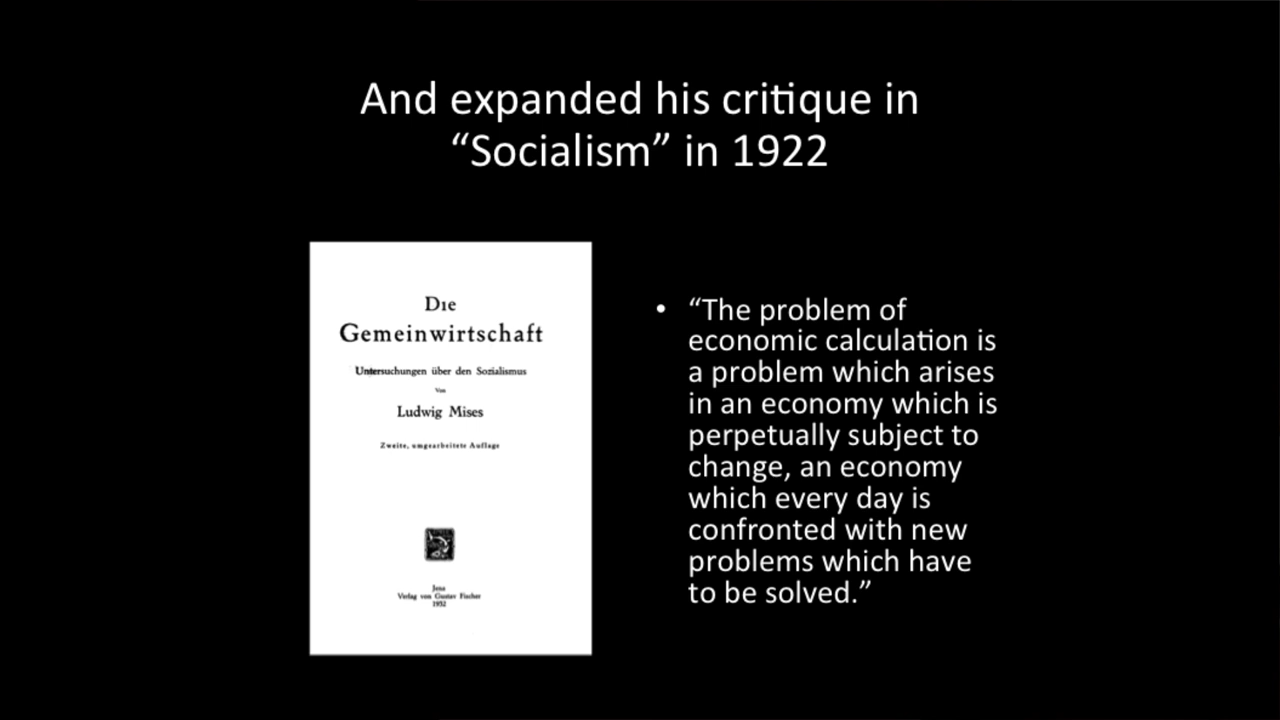 And expanded his critique in
“Socialism” in 1922
Die
Gemeinwirtschaft
Untersuchungen über den Sozialismus
Von
Ludwig Mises
Zweite, umgearbeitete Auflage
Jena
Verlag von Gustav Fischer
1932
• “The problem of
economic calculation is
a problem which arises
in an economy which is
perpetually subject to
change, an economy
which every day is
confronted with new
problems which have
to be solved.”